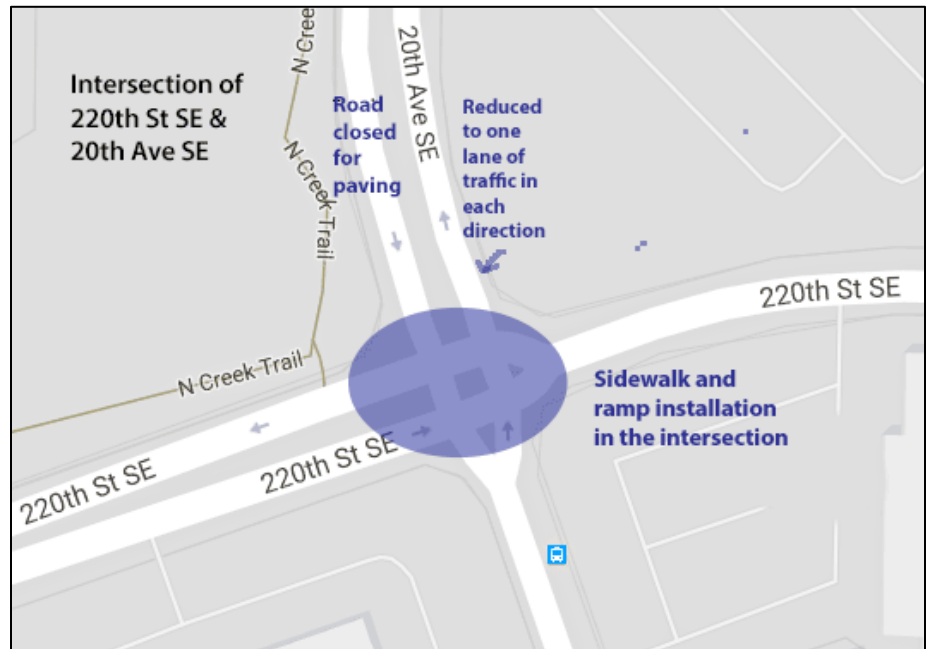 Intersection of
220th St SE &
20th Ave SE
N Cree
N Creek Trail
N Creek Trail
Road
closed
for
paving
20th Ave SE
Reduced
to one
lane of
traffic in
each
direction
220th St SE
Sidewalk and
ramp installation
in the intersection
220th St SE
220th St SE